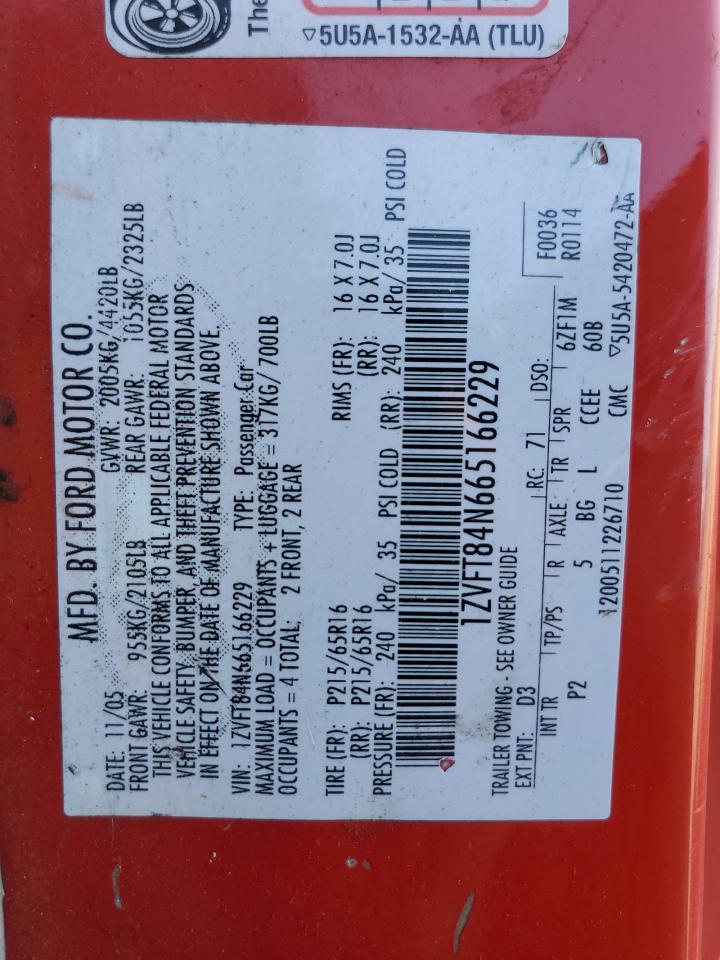 The
▽5U5A-1532-AA (TLU)
MFD. BY FORD MOTOR CO.
DATE: 11/05 GVWR: 2005KG/4420LB
FRONT GAWR: 955KG/2105LB REAR GAWR: 1055KG/2325LB
THIS VEHICLE CONFORMS TO ALL APPLICABLE FEDERAL MOTOR
VEHICLE SAFETY, BUMPER, AND THEFT PREVENTION STANDARDS
IN EFFECT ON THE DATE OF MANUFACTURE SHOWN ABOVE.
VIN: 1ZVFT84N665166229 TYPE: Passenger Car
MAXIMUM LOAD = OCCUPANTS + LUGGAGE = 317KG/ 700LB
OCCUPANTS = 4 TOTAL, 2 FRONT, 2 REAR
TIRE (FR): P215/65R16 RIMS (FR): 16 X 7.0J
(RR): P215/65R16 (RR): 16 X 7.0J
PRESSURE (FR): 240 kPa/ 35 PSI COLD (RR): 240 kPa/ 35 PSI COLD
1ZVFT84N665166229
TRAILER TOWING - SEE OWNER GUIDE
EXT PNT: D3 RC: 71 DSO: F0036
R0114
INT TR TP/PS R AXLE TR SPR 6ZF1M
P2 5 BG L CCEE 60B
1200511226710 CMC ▽5U5A-5420472-AA